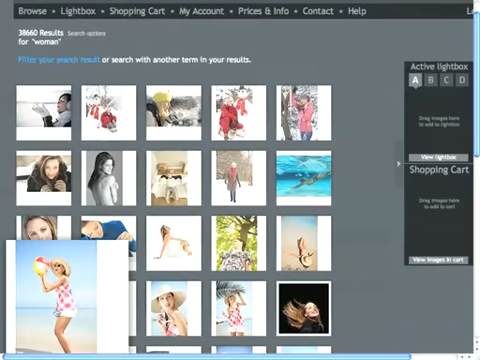 Browse • Lightbox • Shopping Cart • My Account • Prices & Info • Contact • Help
38660 Results Search options
for "woman"
Filter your search result or search with another term in your results.
Active lightbox
A B C D
Drag images here
to add to lightbox
View lightbox
Shopping Cart
Drag images here
to add to cart
View images in cart